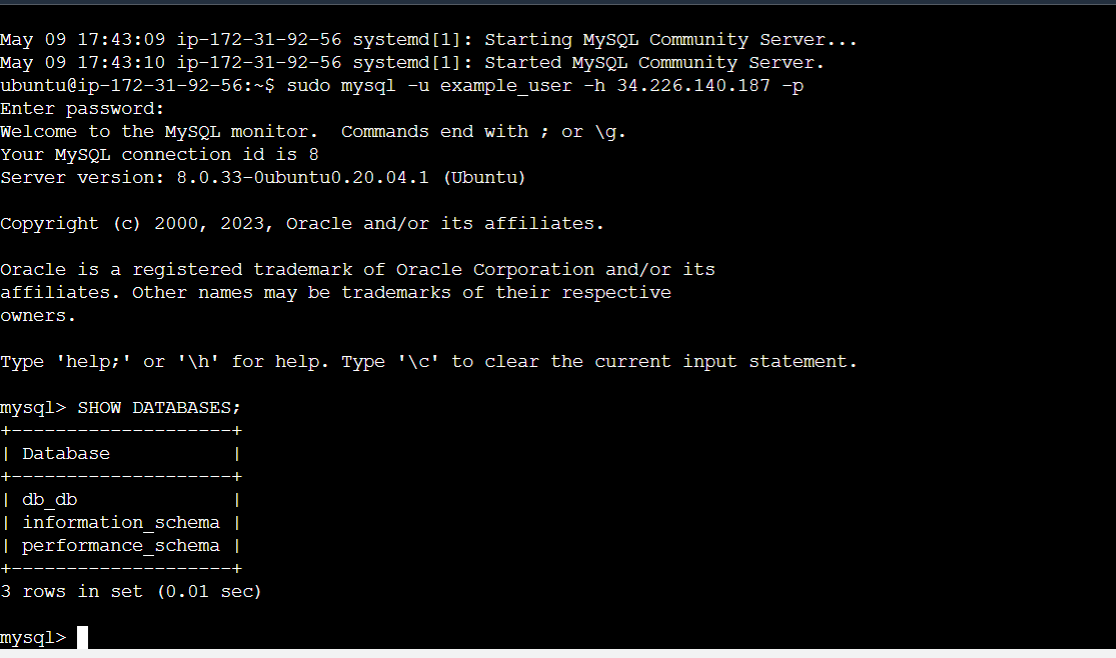 May 09 17:43:09 ip-172-31-92-56 systemd[1]: Starting MySQL Community Server...
May 09 17:43:10 ip-172-31-92-56 systemd[1]: Started MySQL Community Server.
ubuntu@ip-172-31-92-56:~$ sudo mysql -u example_user -h 34.226.140.187 -p
Enter password:
Welcome to the MySQL monitor.  Commands end with ; or \g.
Your MySQL connection id is 8
Server version: 8.0.33-0ubuntu0.20.04.1 (Ubuntu)

Copyright (c) 2000, 2023, Oracle and/or its affiliates.

Oracle is a registered trademark of Oracle Corporation and/or its
affiliates. Other names may be trademarks of their respective
owners.

Type 'help;' or '\h' for help. Type '\c' to clear the current input statement.

mysql> SHOW DATABASES;
+--------------------+
| Database           |
+--------------------+
| db_db              |
| information_schema |
| performance_schema |
+--------------------+
3 rows in set (0.01 sec)

mysql>